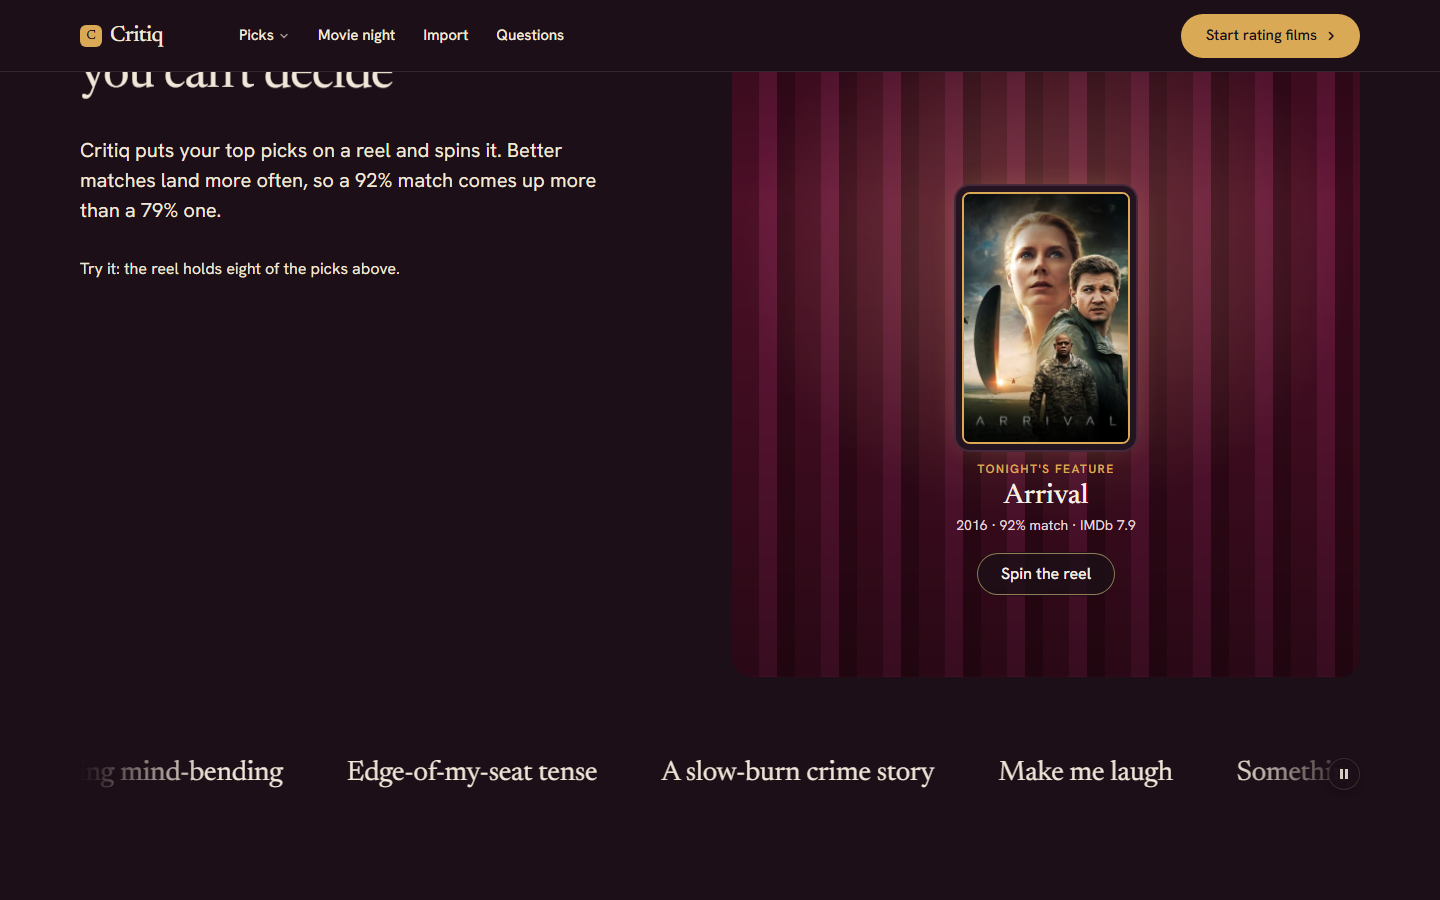 C Critiq
Picks
Movie night
Import
Questions
Start rating films
you can't decide
Critiq puts your top picks on a reel and spins it. Better
matches land more often, so a 92% match comes up more
than a 79% one.
Try it: the reel holds eight of the picks above.
ARRIVAL
TONIGHT'S FEATURE
Arrival
2016 · 92% match · IMDb 7.9
Spin the reel
mind-bending
Edge-of-my-seat tense
A slow-burn crime story
Make me laugh